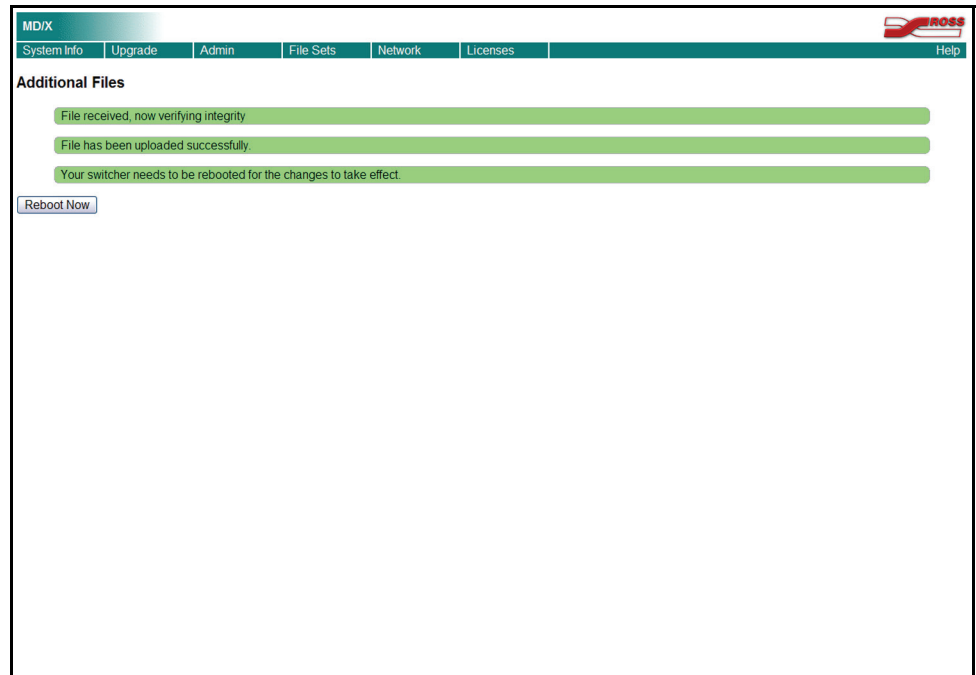 MD/X
ROSS
System Info Upgrade Admin File Sets Network Licenses Help
Additional Files
File received, now verifying integrity
File has been uploaded successfully.
Your switcher needs to be rebooted for the changes to take effect.
Reboot Now